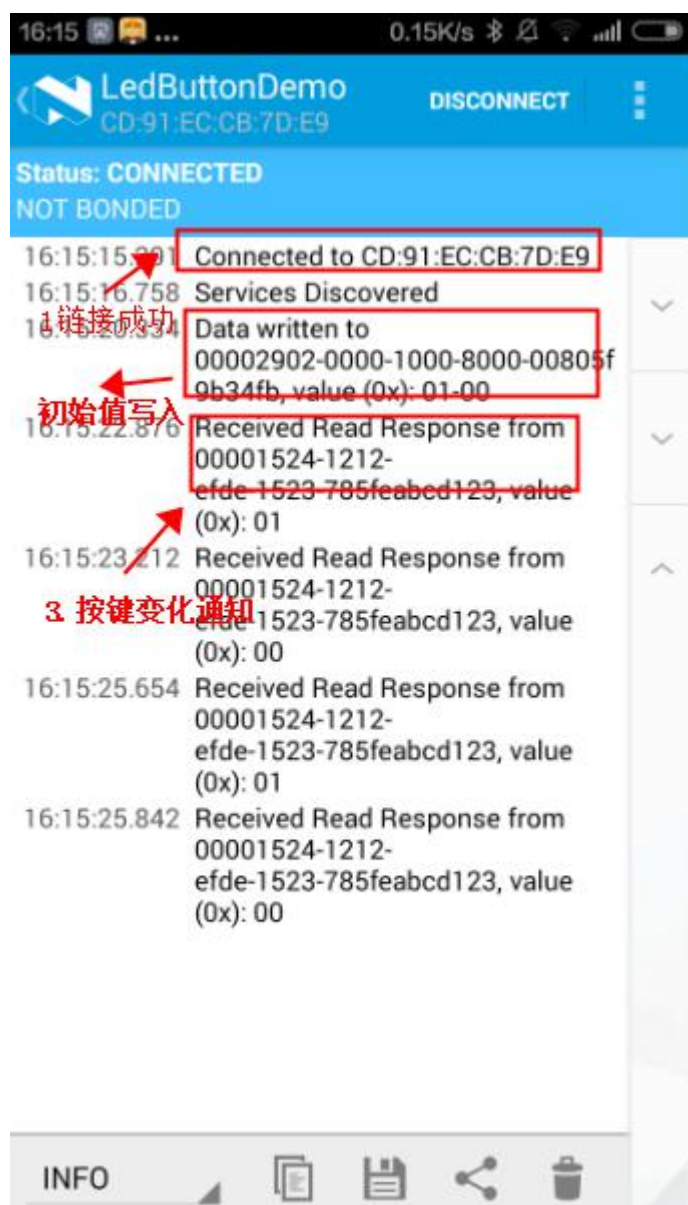 16:15 ... 0.15K/s
LedButtonDemo DISCONNECT
CD:91:EC:CB:7D:E9
Status: CONNECTED
NOT BONDED
Connected to CD:91:EC:CB:7D:E9
16:15:16.758 Services Discovered
1链接成功
Data written to
00002902-0000-1000-8000-00805f
9b34fb, value (0x): 01-00
初始值写入
16:15:22.876 Received Read Response from
00001524-1212-
efde-1523-785feabcd123, value
(0x): 01
16:15:23.212 Received Read Response from
00001524-1212-
3. 按键变化通知
efde-1523-785feabcd123, value
(0x): 00
16:15:25.654 Received Read Response from
00001524-1212-
efde-1523-785feabcd123, value
(0x): 01
16:15:25.842 Received Read Response from
00001524-1212-
efde-1523-785feabcd123, value
(0x): 00
INFO